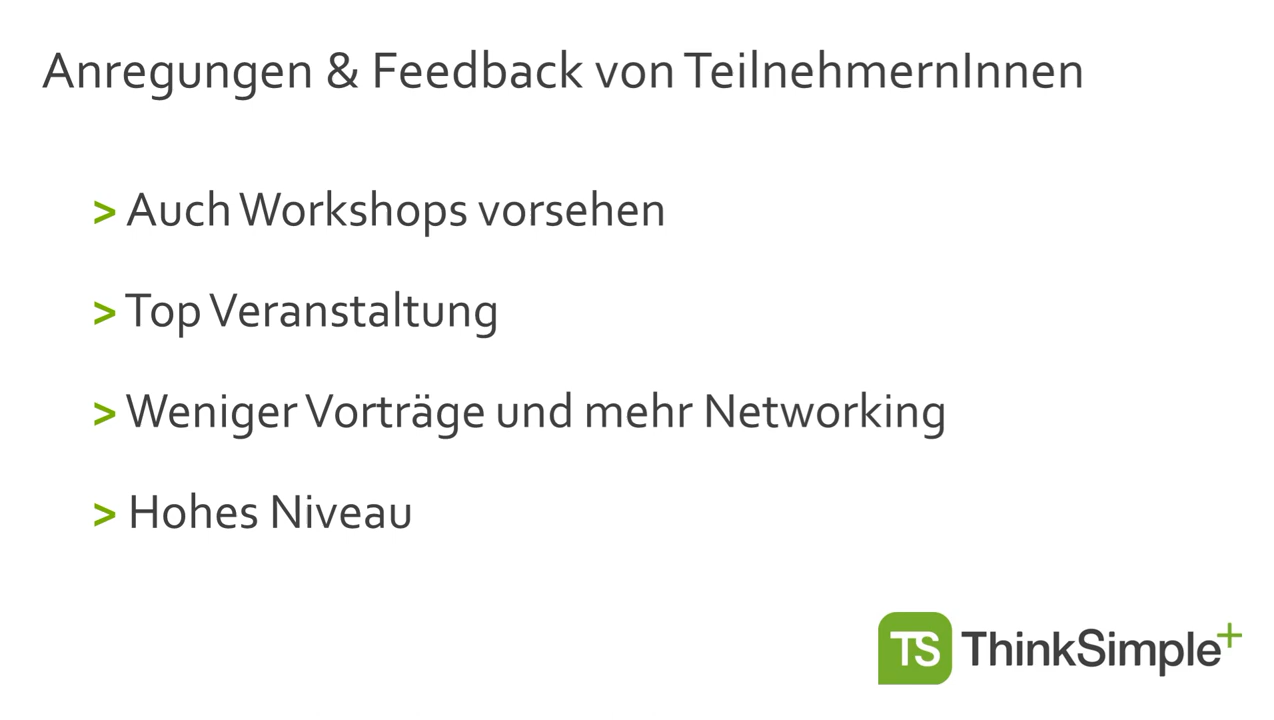 Anregungen & Feedback von TeilnehmernInnen
> Auch Workshops vorsehen
> Top Veranstaltung
> Weniger Vorträge und mehr Networking
> Hohes Niveau
TS ThinkSimple+